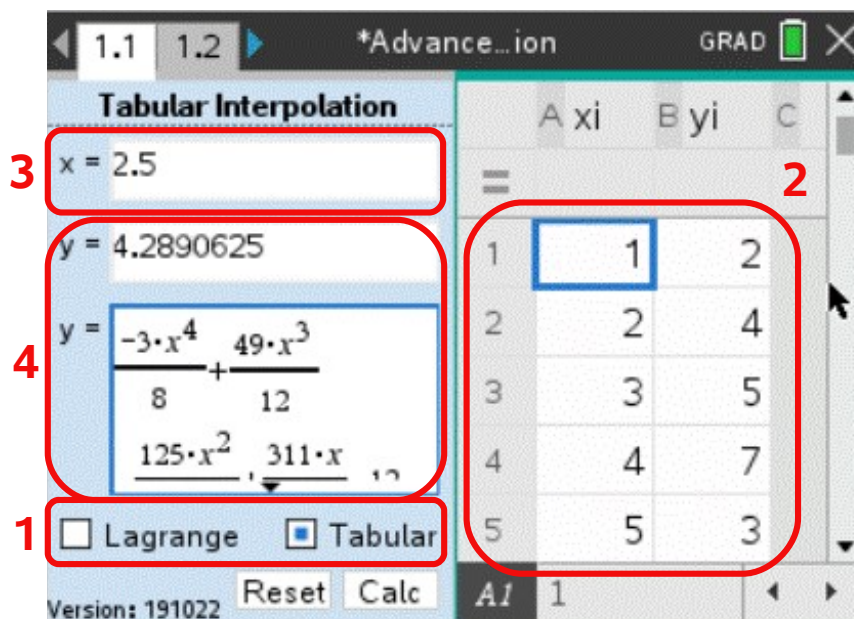 1.1 1.2 *Advance...ion GRAD
Tabular Interpolation
3
x = 2.5
4
y = 4.2890625
y = -3·x^4/8 + 49·x^3/12
125·x^2 311·x
1
Lagrange Tabular
Reset Calc
Version: 191022
A xi B yi C
=
2
1 1 2
2 2 4
3 3 5
4 4 7
5 5 3
A1 1